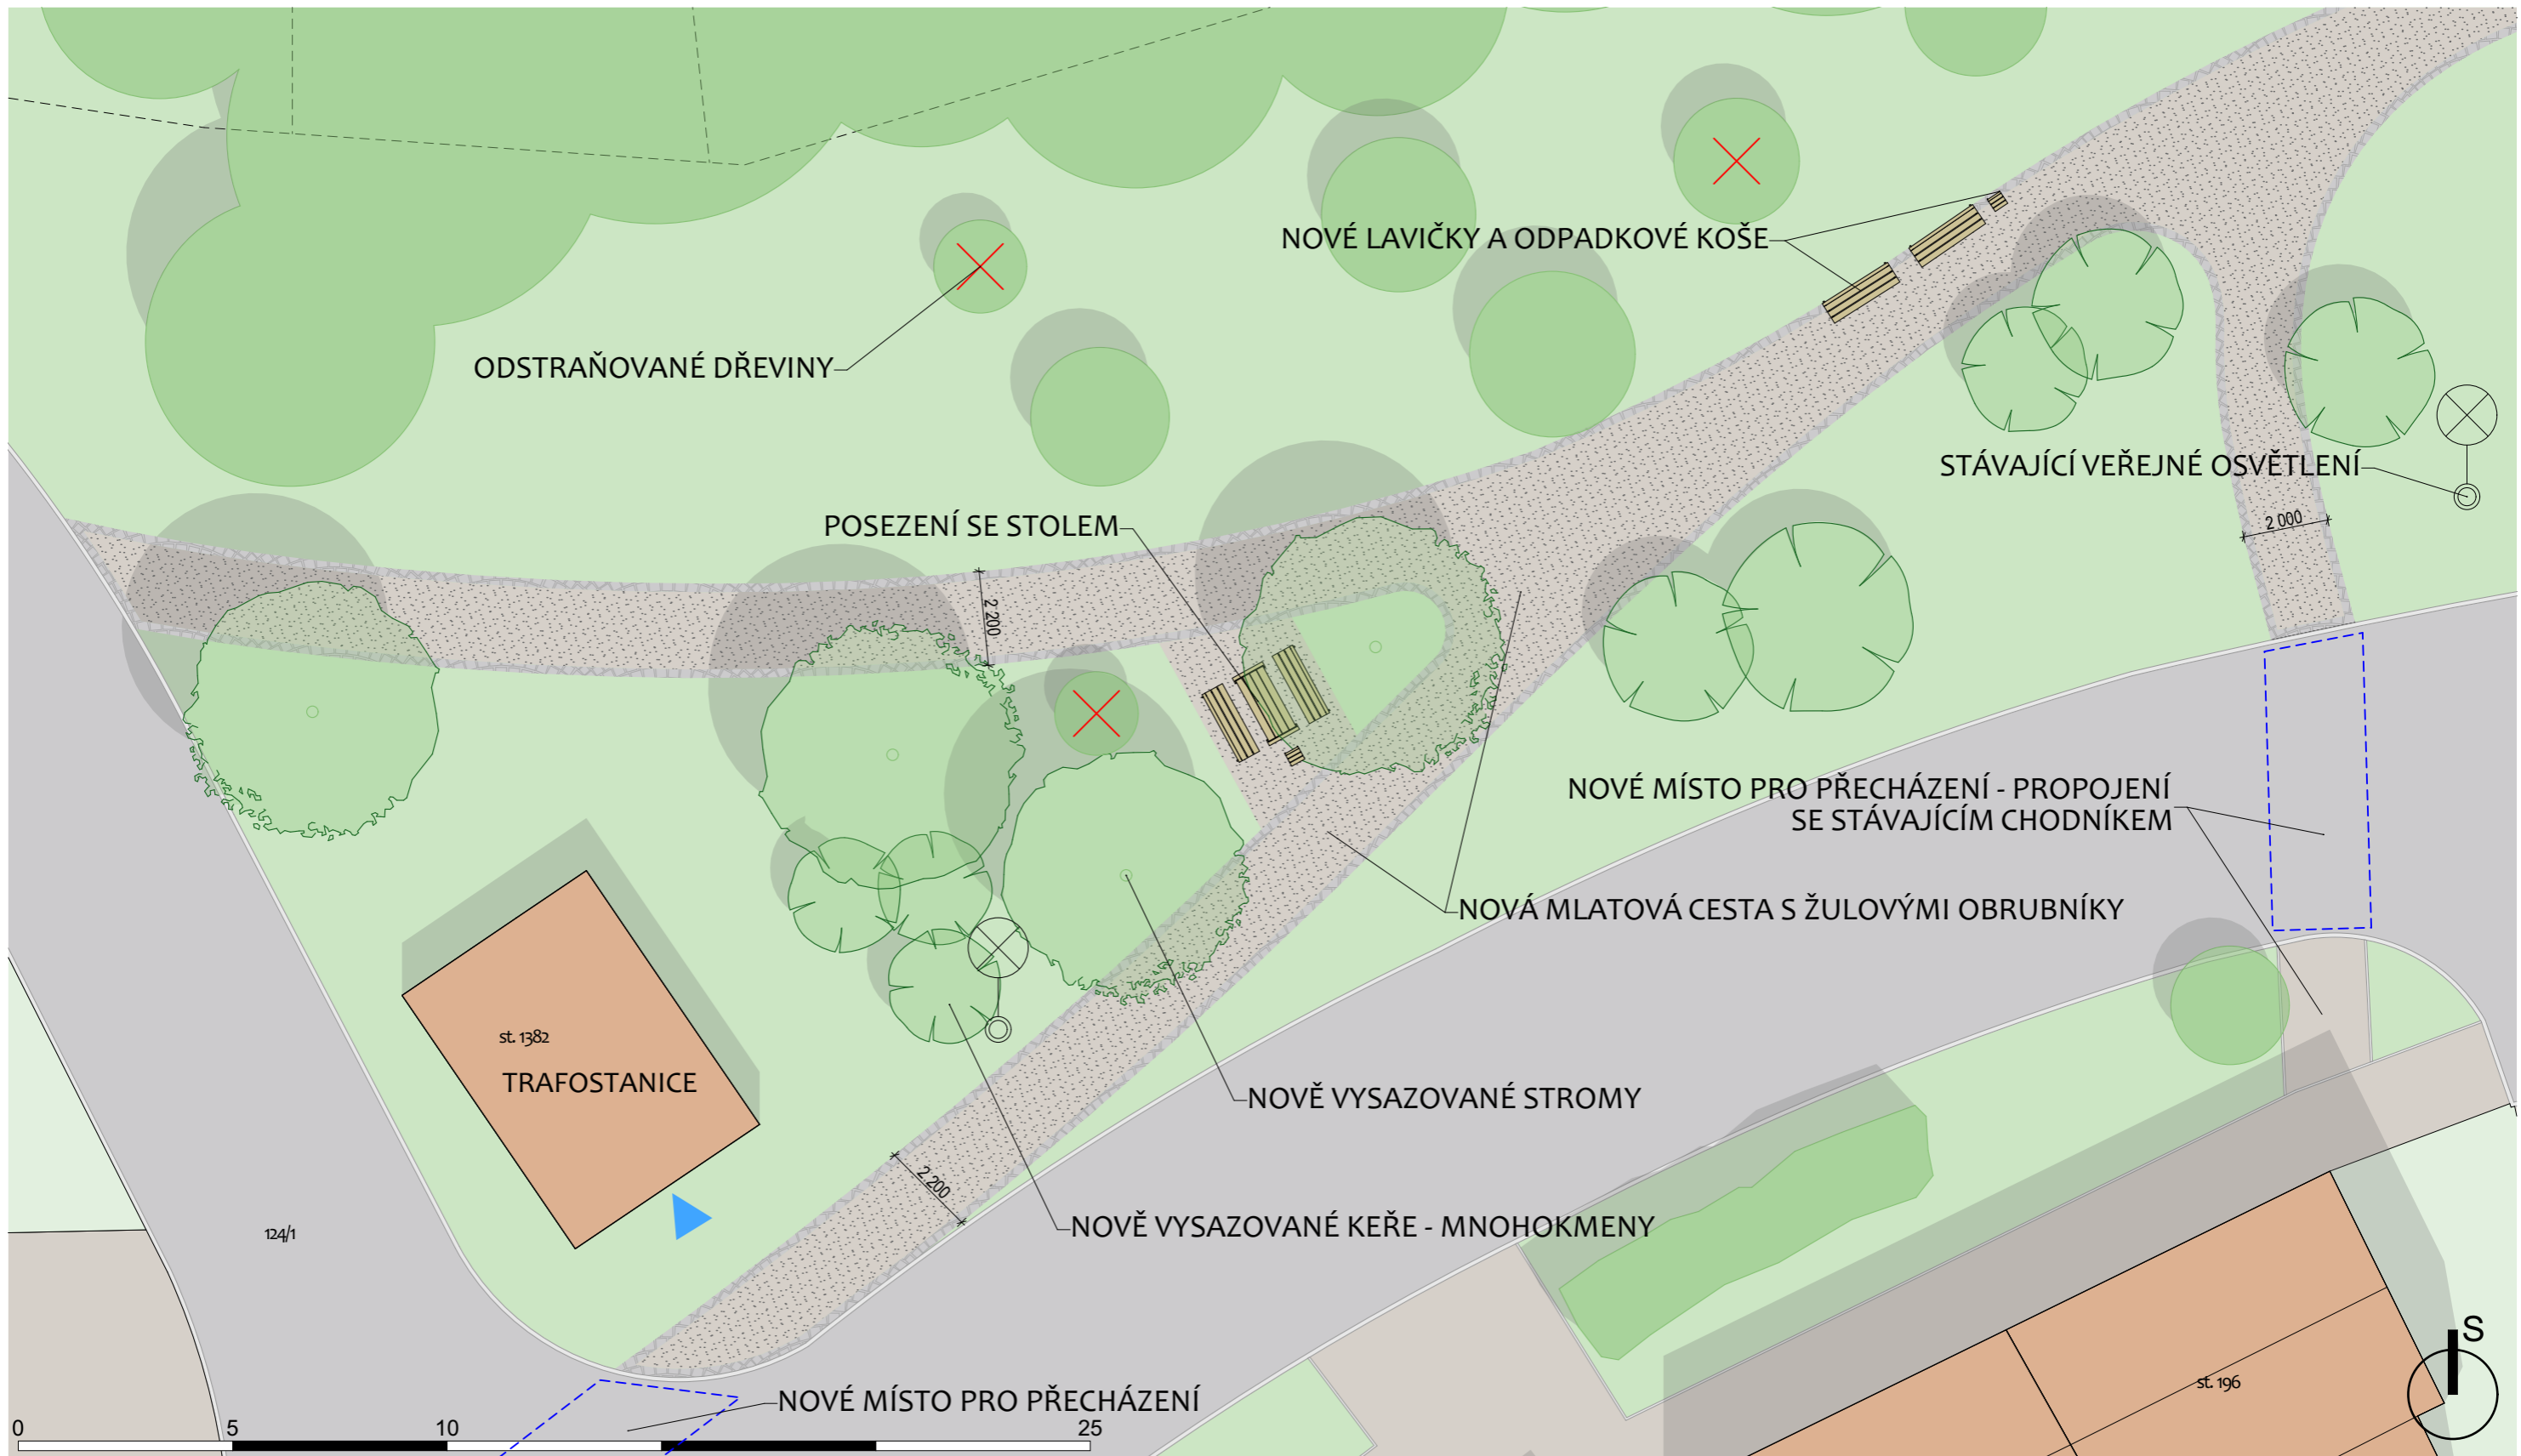 NOVÉ LAVIČKY A ODPADKOVÉ KOŠE
ODSTRAŇOVANÉ DŘEVINY
STÁVAJÍCÍ VEŘEJNÉ OSVĚTLENÍ
POSEZENÍ SE STOLEM
2 000
2 200
NOVÉ MÍSTO PRO PŘECHÁZENÍ - PROPOJENÍ
SE STÁVAJÍCÍM CHODNÍKEM
NOVÁ MLATOVÁ CESTA S ŽULOVÝMI OBRUBNÍKY
st. 1382
TRAFOSTANICE
NOVĚ VYSAZOVANÉ STROMY
2 200
NOVĚ VYSAZOVANÉ KEŘE - MNOHOKMENY
124/1
S
st. 196
NOVÉ MÍSTO PRO PŘECHÁZENÍ
0 5 10 25